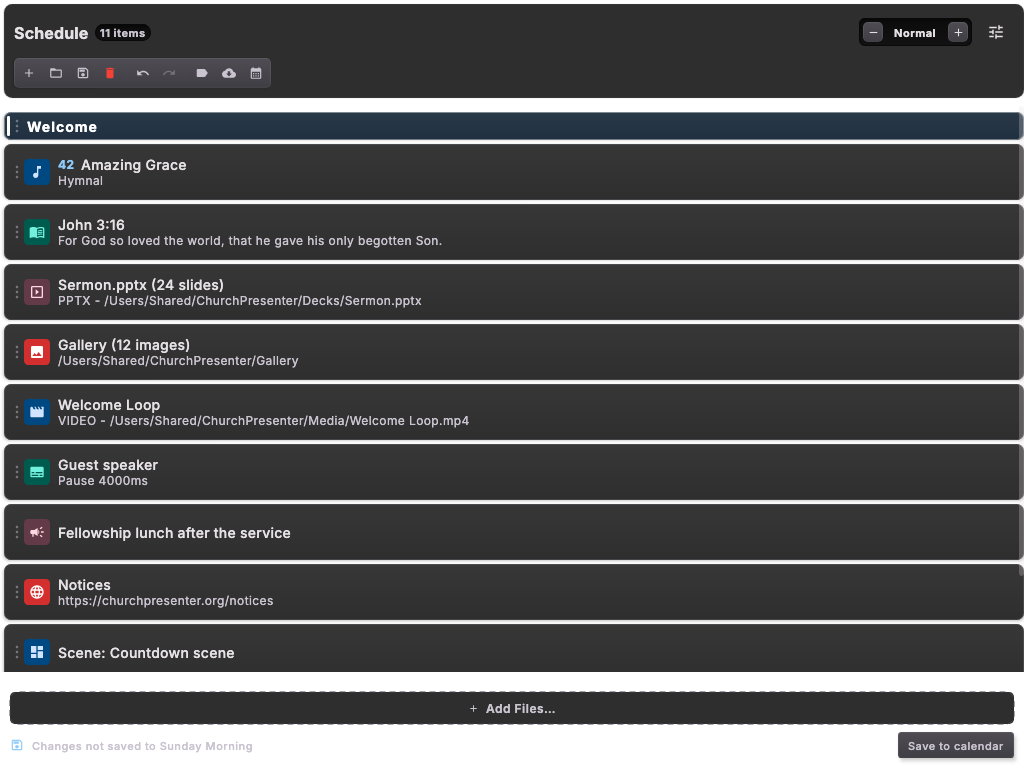 Schedule 11 items
− Normal +
Welcome
42 Amazing Grace
Hymnal
John 3:16
For God so loved the world, that he gave his only begotten Son.
Sermon.pptx (24 slides)
PPTX - /Users/Shared/ChurchPresenter/Decks/Sermon.pptx
Gallery (12 images)
/Users/Shared/ChurchPresenter/Gallery
Welcome Loop
VIDEO - /Users/Shared/ChurchPresenter/Media/Welcome Loop.mp4
Guest speaker
Pause 4000ms
Fellowship lunch after the service
Notices
https://churchpresenter.org/notices
Scene: Countdown scene
+ Add Files...
Changes not saved to Sunday Morning
Save to calendar